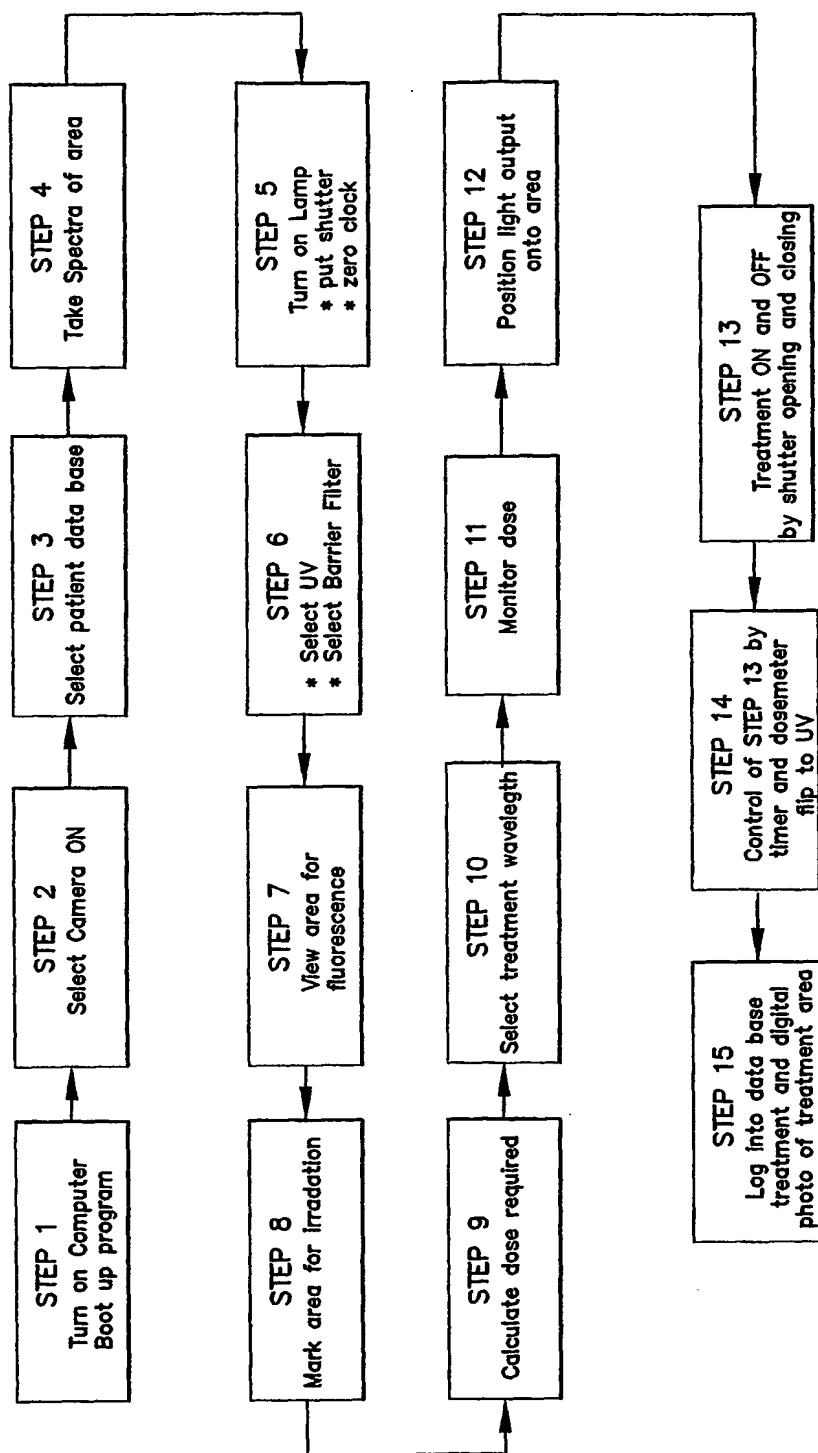 STEP 1
Turn on Computer
Boot up program
STEP 2
Select Camera ON
STEP 3
Select patient data base
STEP 4
Take Spectra of area
STEP 5
Turn on Lamp
* put shutter
* zero clock
STEP 6
* Select UV
* Select Barrier Filter
STEP 7
View area for
fluorescence
STEP 8
Mark area for irradation
STEP 9
Calculate dose required
STEP 10
Select treatment wavelegth
STEP 11
Monitor dose
STEP 12
Position light output
onto area
STEP 13
Treatment ON and OFF
by shutter opening and closing
STEP 14
Control of STEP 13 by
timer and dosemeter
flip to UV
STEP 15
Log into data base
treatment and digital
photo of treatment area